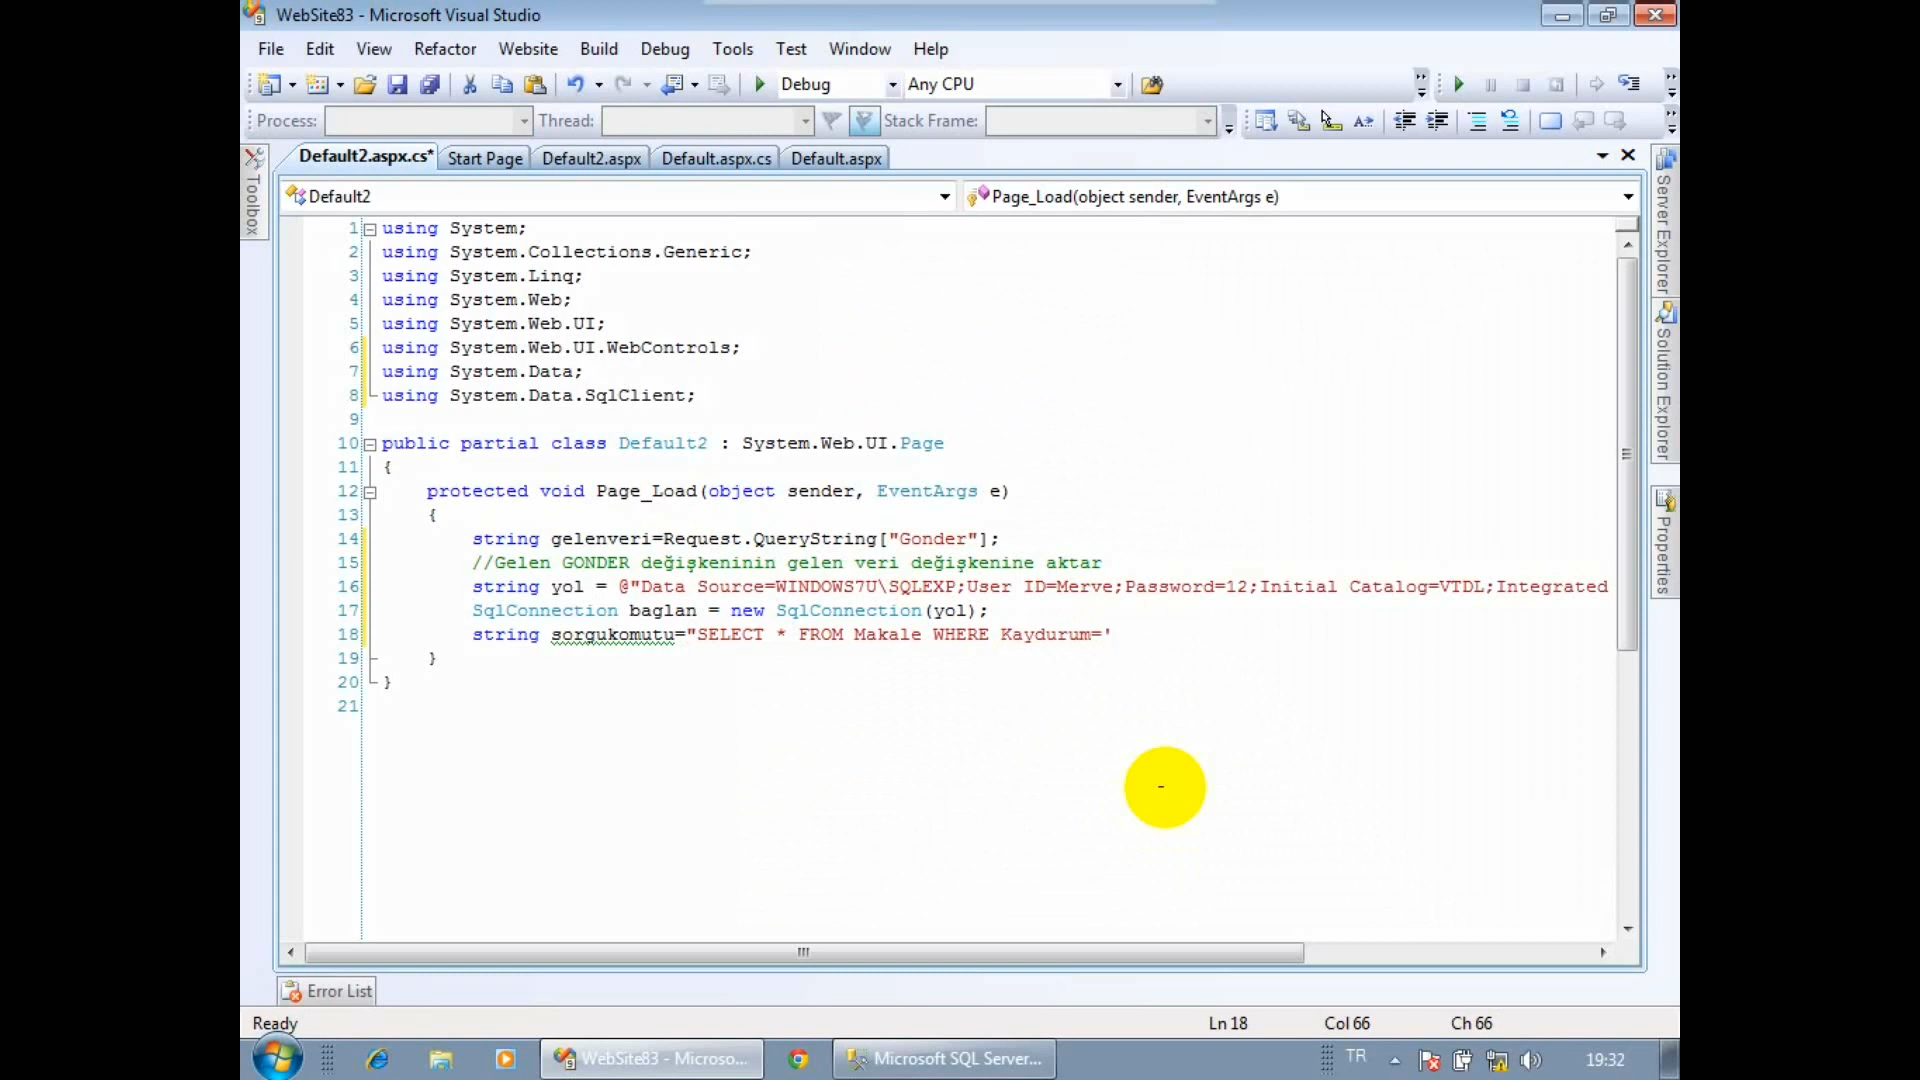 WebSite83 - Microsoft Visual Studio
File Edit View Refactor Website Build Debug Tools Test Window Help
Debug Any CPU
Process: Thread: Stack Frame:
Default2.aspx.cs* Start Page Default2.aspx Default.aspx.cs Default.aspx
Toolbox
Default2 Page_Load(object sender, EventArgs e)
Server Explorer
Solution Explorer
Properties
1 using System;
2 using System.Collections.Generic;
3 using System.Linq;
4 using System.Web;
5 using System.Web.UI;
6 using System.Web.UI.WebControls;
7 using System.Data;
8 using System.Data.SqlClient;
9
10 public partial class Default2 : System.Web.UI.Page
11 {
12 protected void Page_Load(object sender, EventArgs e)
13 {
14 string gelenveri=Request.QueryString["Gonder"];
15 //Gelen GONDER değişkeninin gelen veri değişkenine aktar
16 string yol = @"Data Source=WINDOWS7U\SQLEXP;User ID=Merve;Password=12;Initial Catalog=VTDL;Integrated
17 SqlConnection baglan = new SqlConnection(yol);
18 string sorgukomutu="SELECT * FROM Makale WHERE Kaydurum='
19 }
20 }
21
Error List
Ready Ln 18 Col 66 Ch 66
WebSite83 - Microso... Microsoft SQL Server... TR 19:32